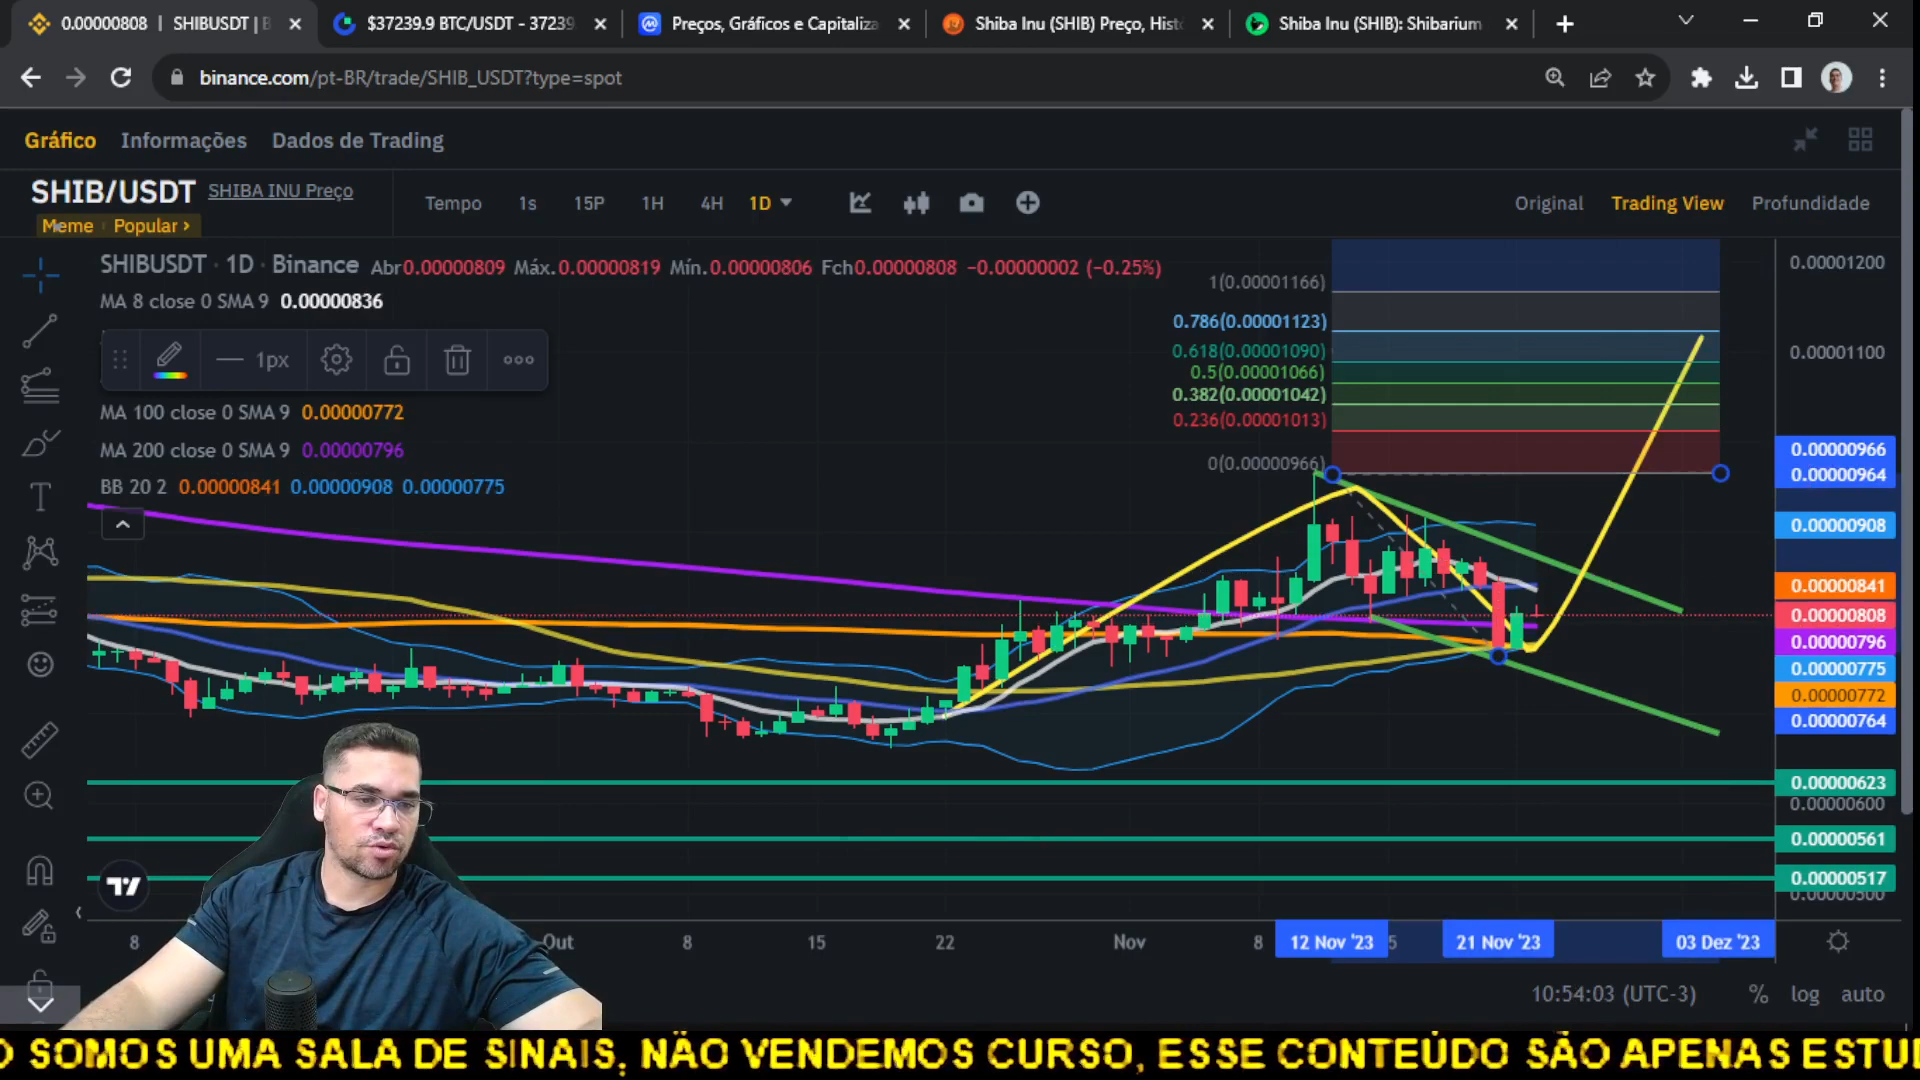 0.00000808 | SHIBUSDT | B
$37239.9 BTC/USDT - 37239
Preços, Gráficos e Capitaliza
Shiba Inu (SHIB) Preço, Hist
Shiba Inu (SHIB): Shibarium
binance.com/pt-BR/trade/SHIB_USDT?type=spot
Gráfico Informações Dados de Trading
SHIB/USDT SHIBA INU Preço
Meme Popular >
Tempo 1s 15P 1H 4H 1D
Original Trading View Profundidade
SHIBUSDT · 1D · Binance Abr0.00000809 Máx.0.00000819 Mín.0.00000806 Fch0.00000808 −0.00000002 (−0.25%)
MA 8 close 0 SMA 9 0.00000836
1px
MA 100 close 0 SMA 9 0.00000772
MA 200 close 0 SMA 9 0.00000796
BB 20 2 0.00000841 0.00000908 0.00000775
1(0.00001166)
0.786(0.00001123)
0.618(0.00001090)
0.5(0.00001066)
0.382(0.00001042)
0.236(0.00001013)
0(0.00000966)
0.00001200
0.00001100
0.00000966
0.00000964
0.00000908
0.00000841
0.00000808
0.00000796
0.00000775
0.00000772
0.00000764
0.00000623
0.00000600
0.00000561
0.00000517
0.00000500
8 Out 8 15 22 Nov 8 12 Nov '23 5 21 Nov '23 03 Dez '23
10:54:03 (UTC-3) % log auto
O SOMOS UMA SALA DE SINAIS, NÃO VENDEMOS CURSO, ESSE CONTEÚDO SÃO APENAS ESTU